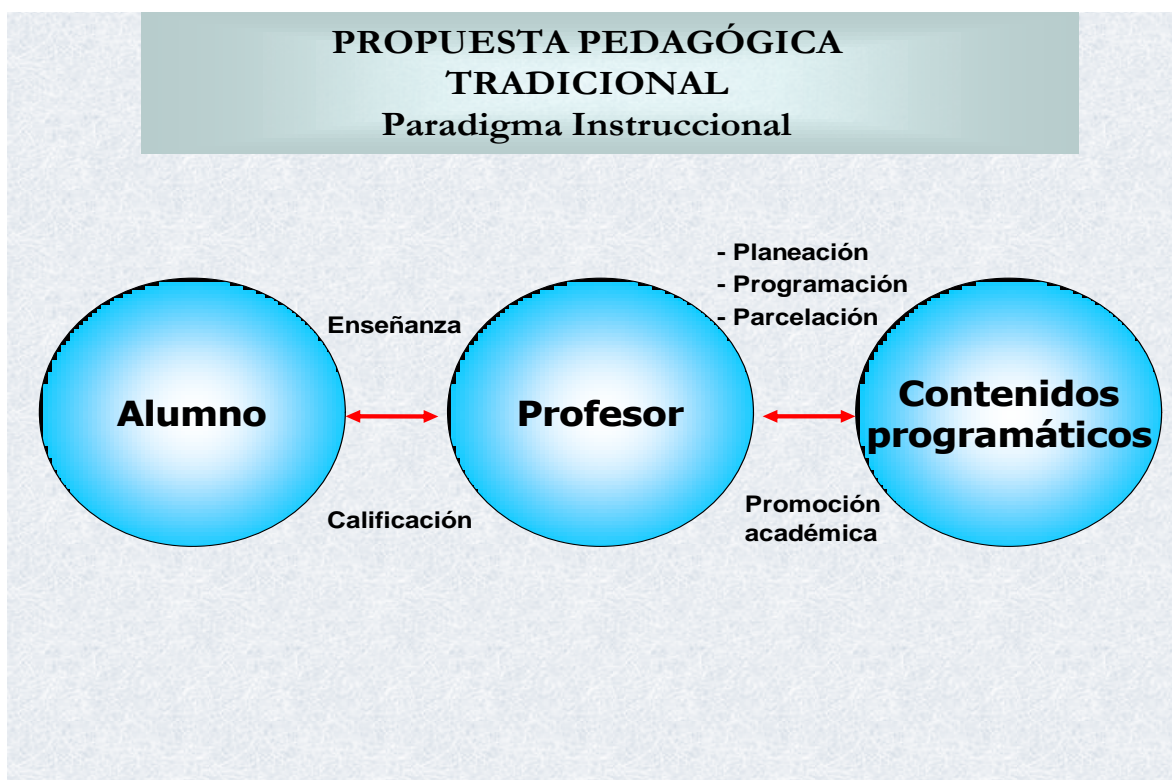 PROPUESTA PEDAGÓGICA
TRADICIONAL
Paradigma Instruccional
- Planeación
- Programación
- Parcelación
Enseñanza
Alumno
Profesor
Contenidos
programáticos
Calificación
Promoción
académica